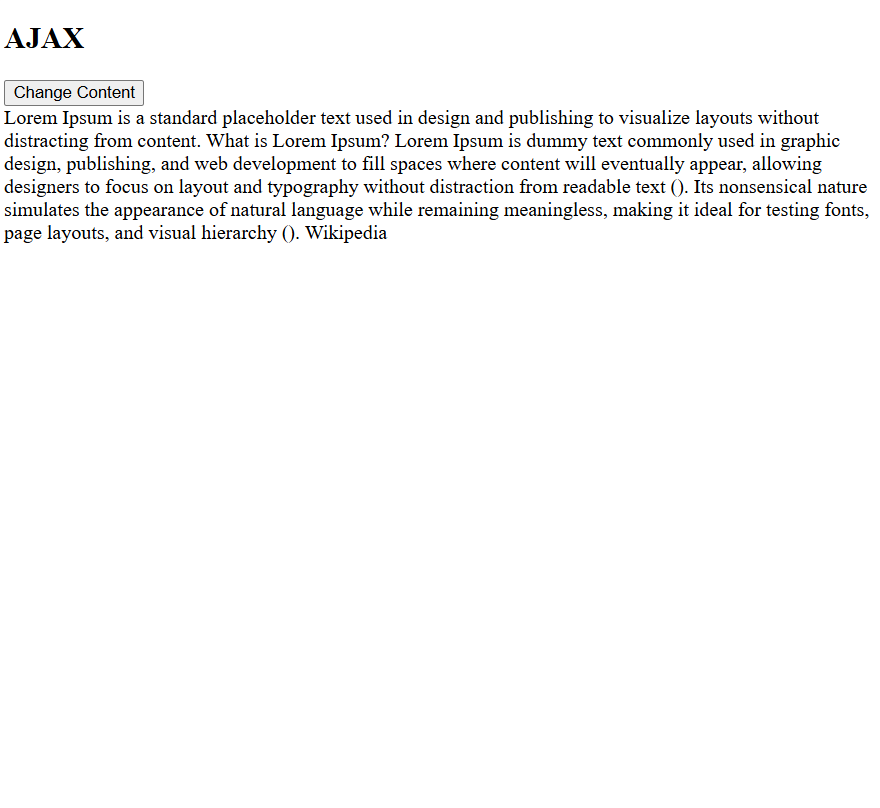 AJAX
Change Content
Lorem Ipsum is a standard placeholder text used in design and publishing to visualize layouts without
distracting from content. What is Lorem Ipsum? Lorem Ipsum is dummy text commonly used in graphic
design, publishing, and web development to fill spaces where content will eventually appear, allowing
designers to focus on layout and typography without distraction from readable text (). Its nonsensical nature
simulates the appearance of natural language while remaining meaningless, making it ideal for testing fonts,
page layouts, and visual hierarchy (). Wikipedia